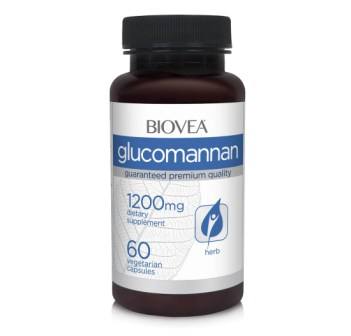 BIOVEA
glucomannan
guaranteed premium quality
1200mg
dietary
supplement
60
vegetarian
capsules
herb